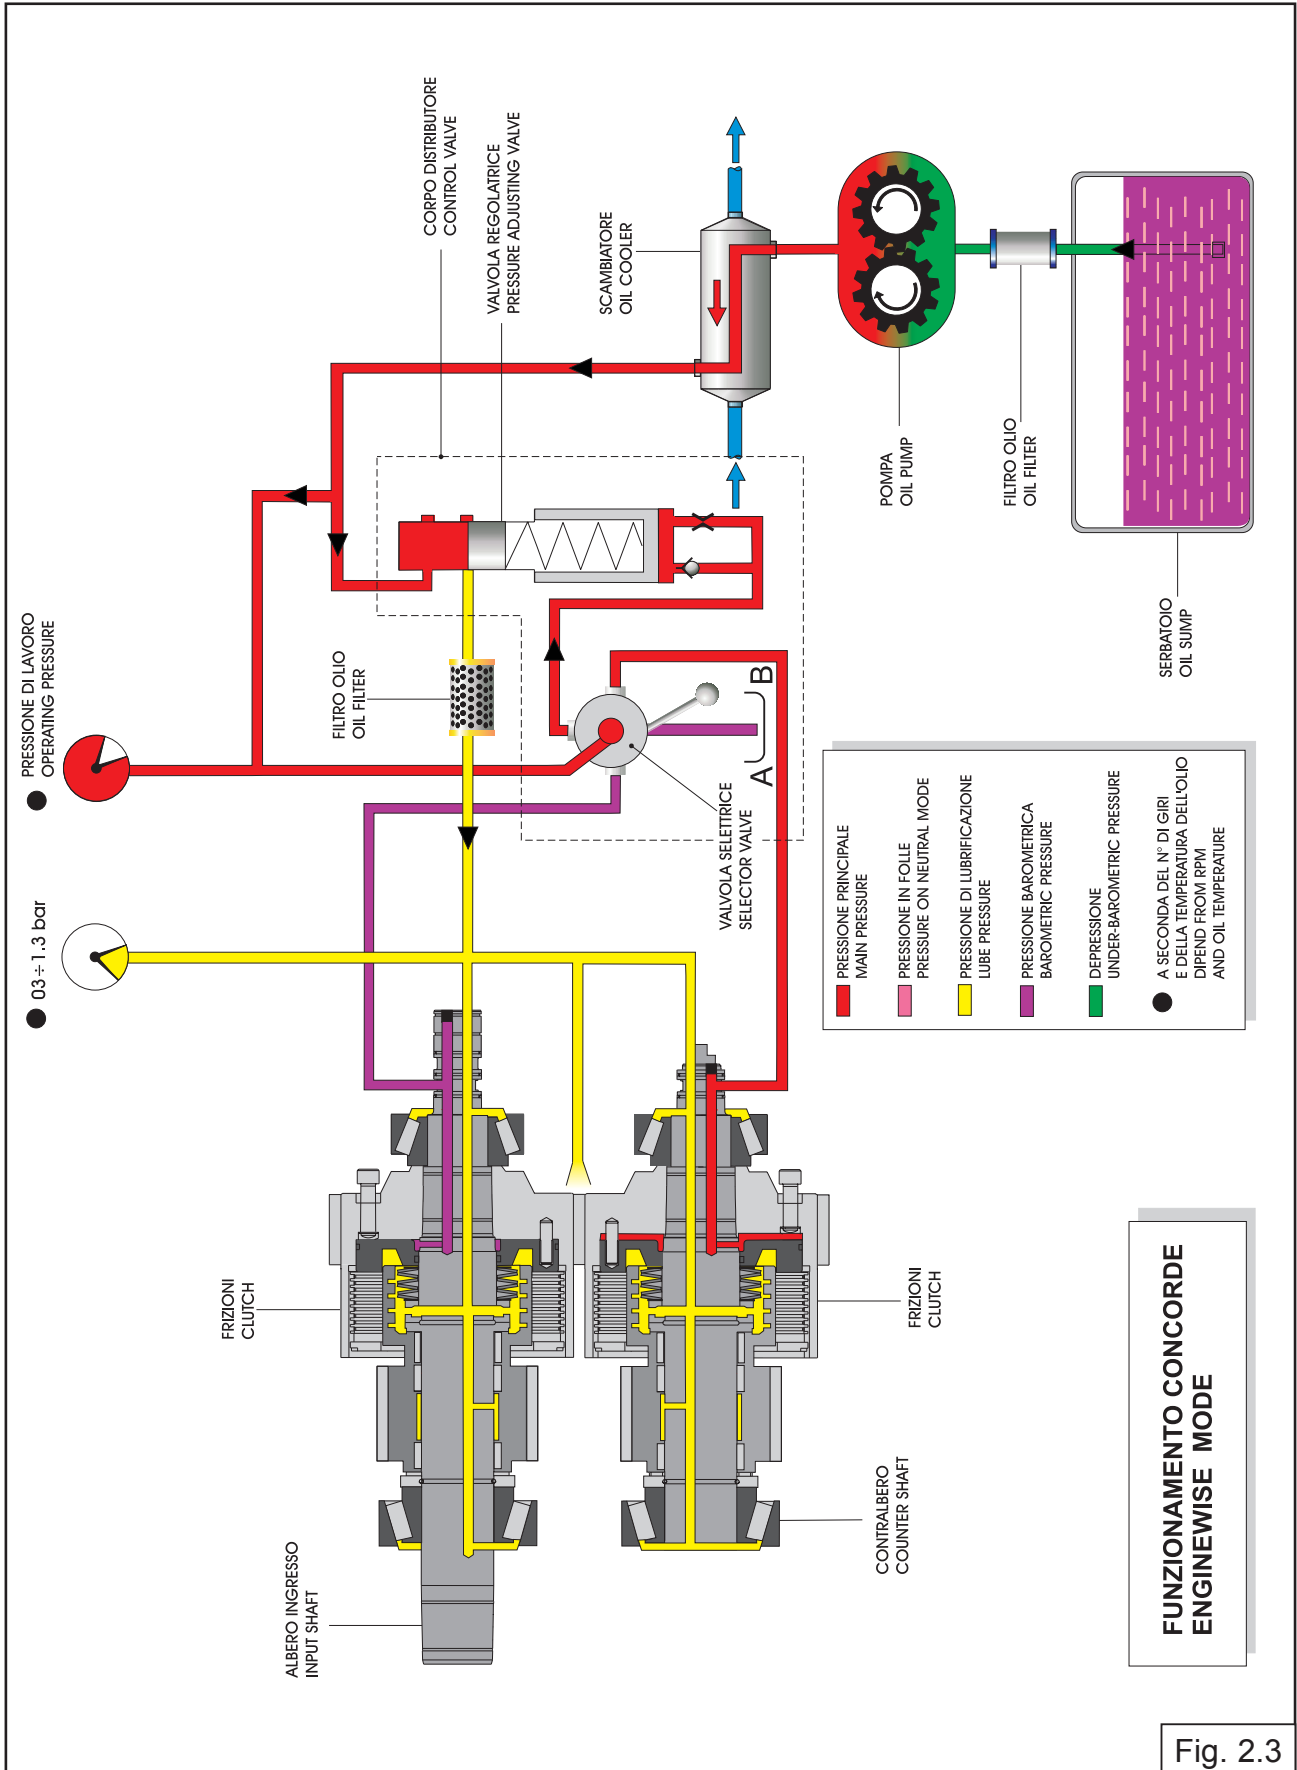 PRESSIONE DI LAVORO
OPERATING PRESSURE
03÷1.3 bar
CORPO DISTRIBUTORE
CONTROL VALVE
VALVOLA REGOLATRICE
PRESSURE ADJUSTING VALVE
SCAMBIATORE
OIL COOLER
POMPA
OIL PUMP
FILTRO OLIO
OIL FILTER
SERBATOIO
OIL SUMP
FILTRO OLIO
OIL FILTER
A
B
VALVOLA SELETTRICE
SELECTOR VALVE
FRIZIONI
CLUTCH
FRIZIONI
CLUTCH
ALBERO INGRESSO
INPUT SHAFT
CONTRALBERO
COUNTER SHAFT
PRESSIONE PRINCIPALE
MAIN PRESSURE
PRESSIONE IN FOLLE
PRESSURE ON NEUTRAL MODE
PRESSIONE DI LUBRIFICAZIONE
LUBE PRESSURE
PRESSIONE BAROMETRICA
BAROMETRIC PRESSURE
DEPRESSIONE
UNDER-BAROMETRIC PRESSURE
A SECONDA DEL N° DI GIRI
E DELLA TEMPERATURA DELL'OLIO
DIPEND FROM RPM
AND OIL TEMPERATURE
FUNZIONAMENTO CONCORDE
ENGINEWISE MODE
Fig. 2.3